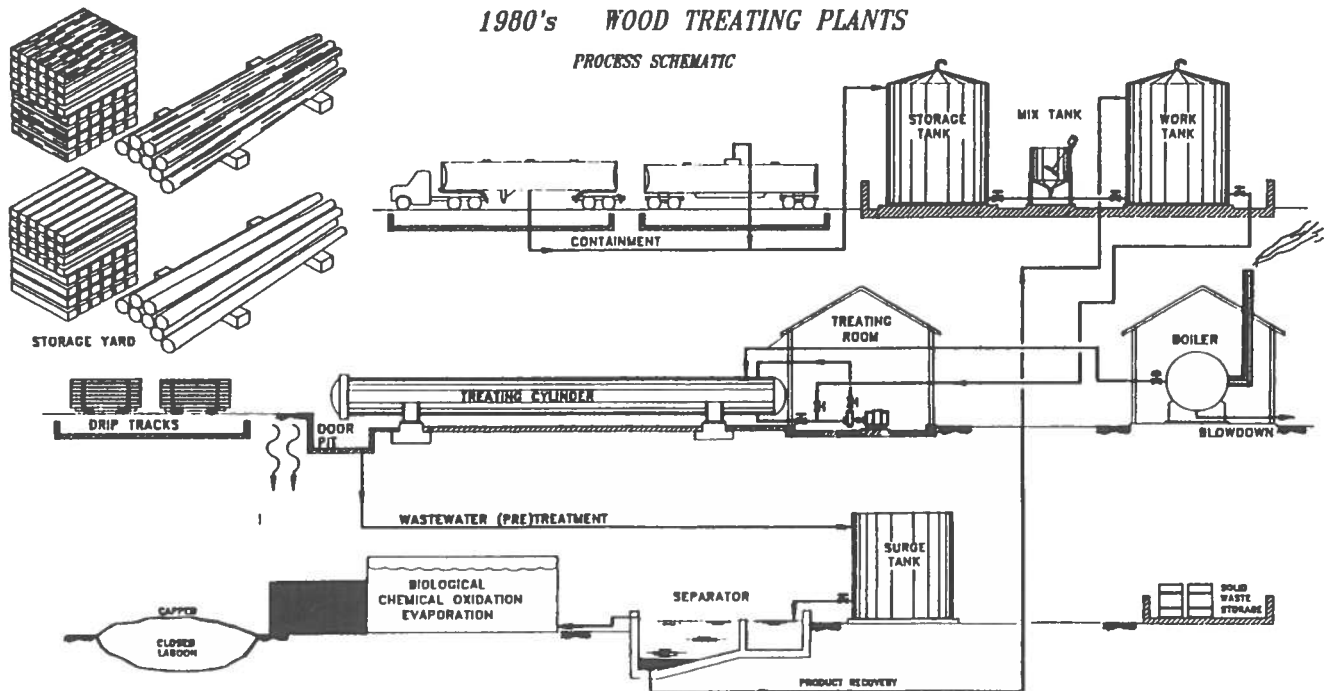 1980's WOOD TREATING PLANTS
PROCESS SCHEMATIC
STORAGE
TANK
MIX TANK
WORK
TANK
CONTAINMENT
STORAGE YARD
TREATING
ROOM
BOILER
TREATING CYLINDER
DRIP TRACKS
DOOR
PIT
BLOWDOWN
WASTEWATER (PRE)TREATMENT
SURGE
TANK
BIOLOGICAL
CHEMICAL OXIDATION
EVAPORATION
SEPARATOR
SOLID
WASTE
STORAGE
CAPPED
CLOSED
LAGOON
PRODUCT RECOVERY